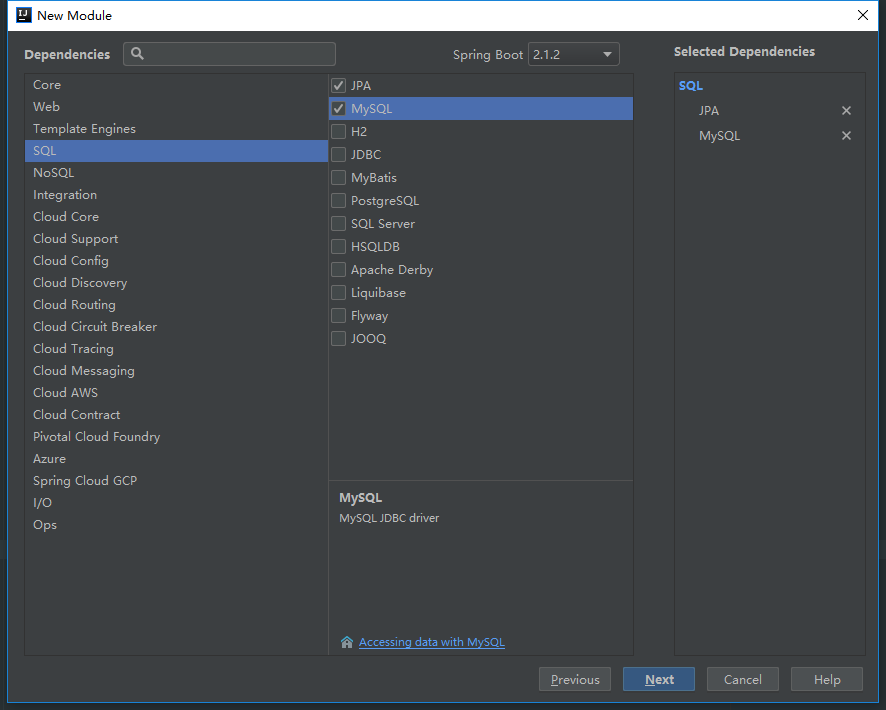 IJ New Module
Dependencies
Spring Boot 2.1.2
Selected Dependencies
Core
Web
Template Engines
SQL
NoSQL
Integration
Cloud Core
Cloud Support
Cloud Config
Cloud Discovery
Cloud Routing
Cloud Circuit Breaker
Cloud Tracing
Cloud Messaging
Cloud AWS
Cloud Contract
Pivotal Cloud Foundry
Azure
Spring Cloud GCP
I/O
Ops
JPA
MySQL
H2
JDBC
MyBatis
PostgreSQL
SQL Server
HSQLDB
Apache Derby
Liquibase
Flyway
JOOQ
MySQL
MySQL JDBC driver
Accessing data with MySQL
SQL
JPA
MySQL
Previous
Next
Cancel
Help